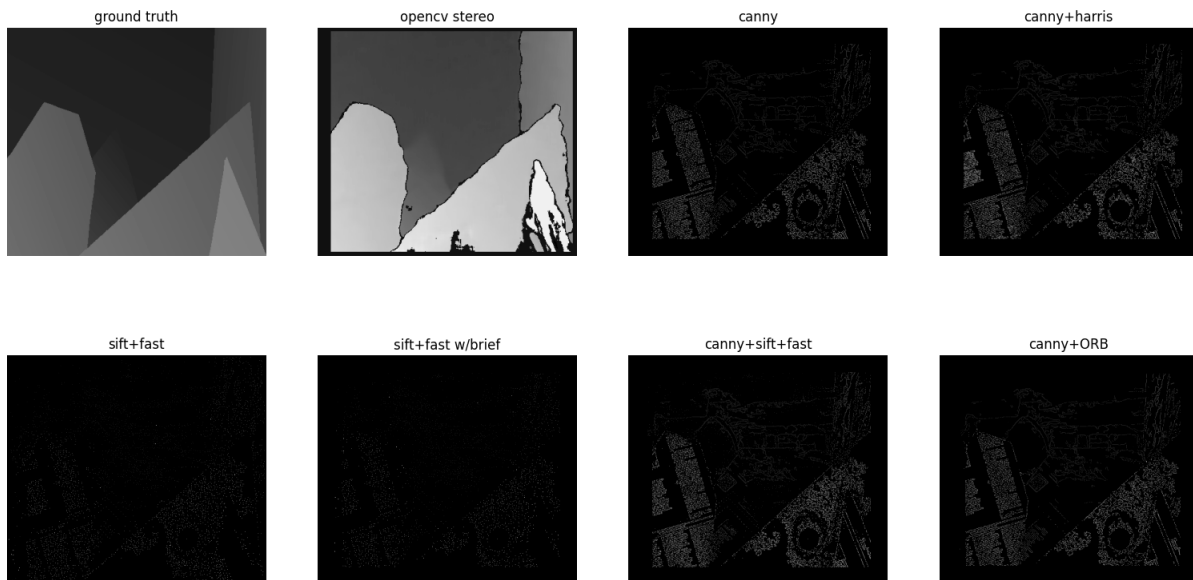 ground truth
opencv stereo
canny
canny+harris
sift+fast
sift+fast w/brief
canny+sift+fast
canny+ORB